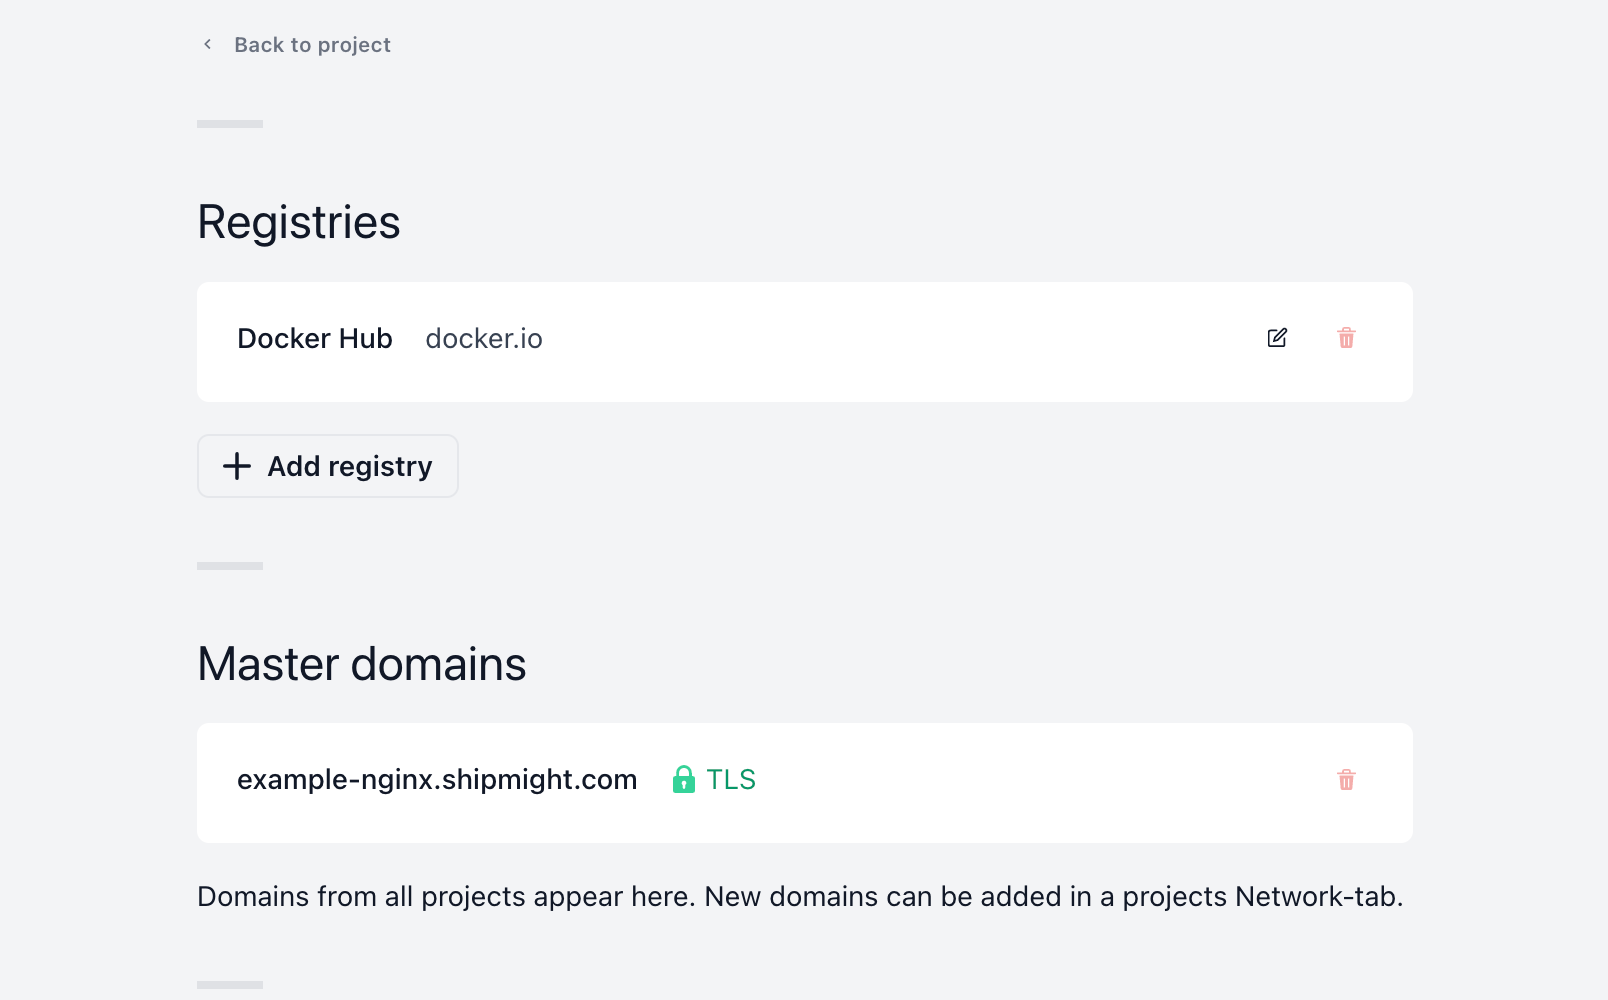 Back to project
Registries
Docker Hub docker.io
Add registry
Master domains
example-nginx.shipmight.com TLS
Domains from all projects appear here. New domains can be added in a projects Network-tab.